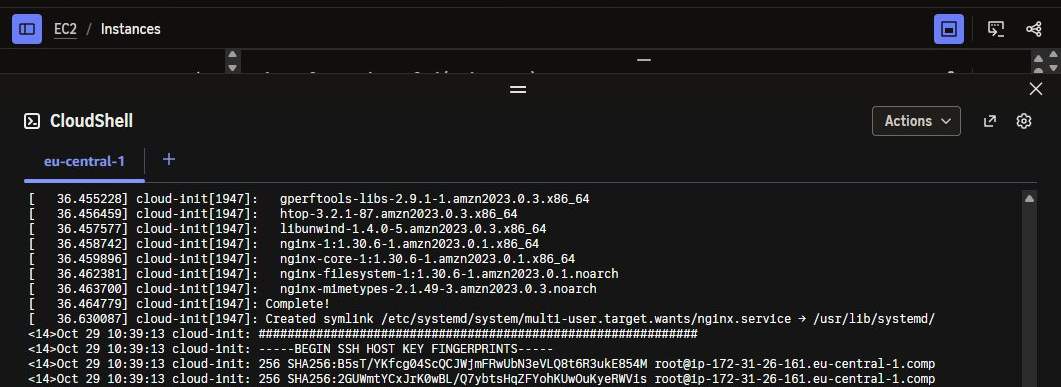 EC2 / Instances
CloudShell
Actions
eu-central-1
[   36.455228] cloud-init[1947]:   gperftools-libs-2.9.1-1.amzn2023.0.3.x86_64
[   36.456459] cloud-init[1947]:   htop-3.2.1-87.amzn2023.0.3.x86_64
[   36.457577] cloud-init[1947]:   libunwind-1.4.0-5.amzn2023.0.3.x86_64
[   36.458742] cloud-init[1947]:   nginx-1:1.30.6-1.amzn2023.0.1.x86_64
[   36.459896] cloud-init[1947]:   nginx-core-1:1.30.6-1.amzn2023.0.1.x86_64
[   36.462381] cloud-init[1947]:   nginx-filesystem-1:1.30.6-1.amzn2023.0.1.noarch
[   36.463700] cloud-init[1947]:   nginx-mimetypes-2.1.49-3.amzn2023.0.3.noarch
[   36.464779] cloud-init[1947]: Complete!
[   36.630087] cloud-init[1947]: Created symlink /etc/systemd/system/multi-user.target.wants/nginx.service → /usr/lib/systemd/
<14>Oct 29 10:39:13 cloud-init: #############################################################
<14>Oct 29 10:39:13 cloud-init: -----BEGIN SSH HOST KEY FINGERPRINTS-----
<14>Oct 29 10:39:13 cloud-init: 256 SHA256:B5sT/YKfcg04ScQCJWjmFRwUbN3eVLQ8t6R3ukE854M root@ip-172-31-26-161.eu-central-1.comp
<14>Oct 29 10:39:13 cloud-init: 256 SHA256:2GUWmtYCxJrK0wBL/Q7ybtsHqZFYohKUwOuKyeRWVis root@ip-172-31-26-161.eu-central-1.comp